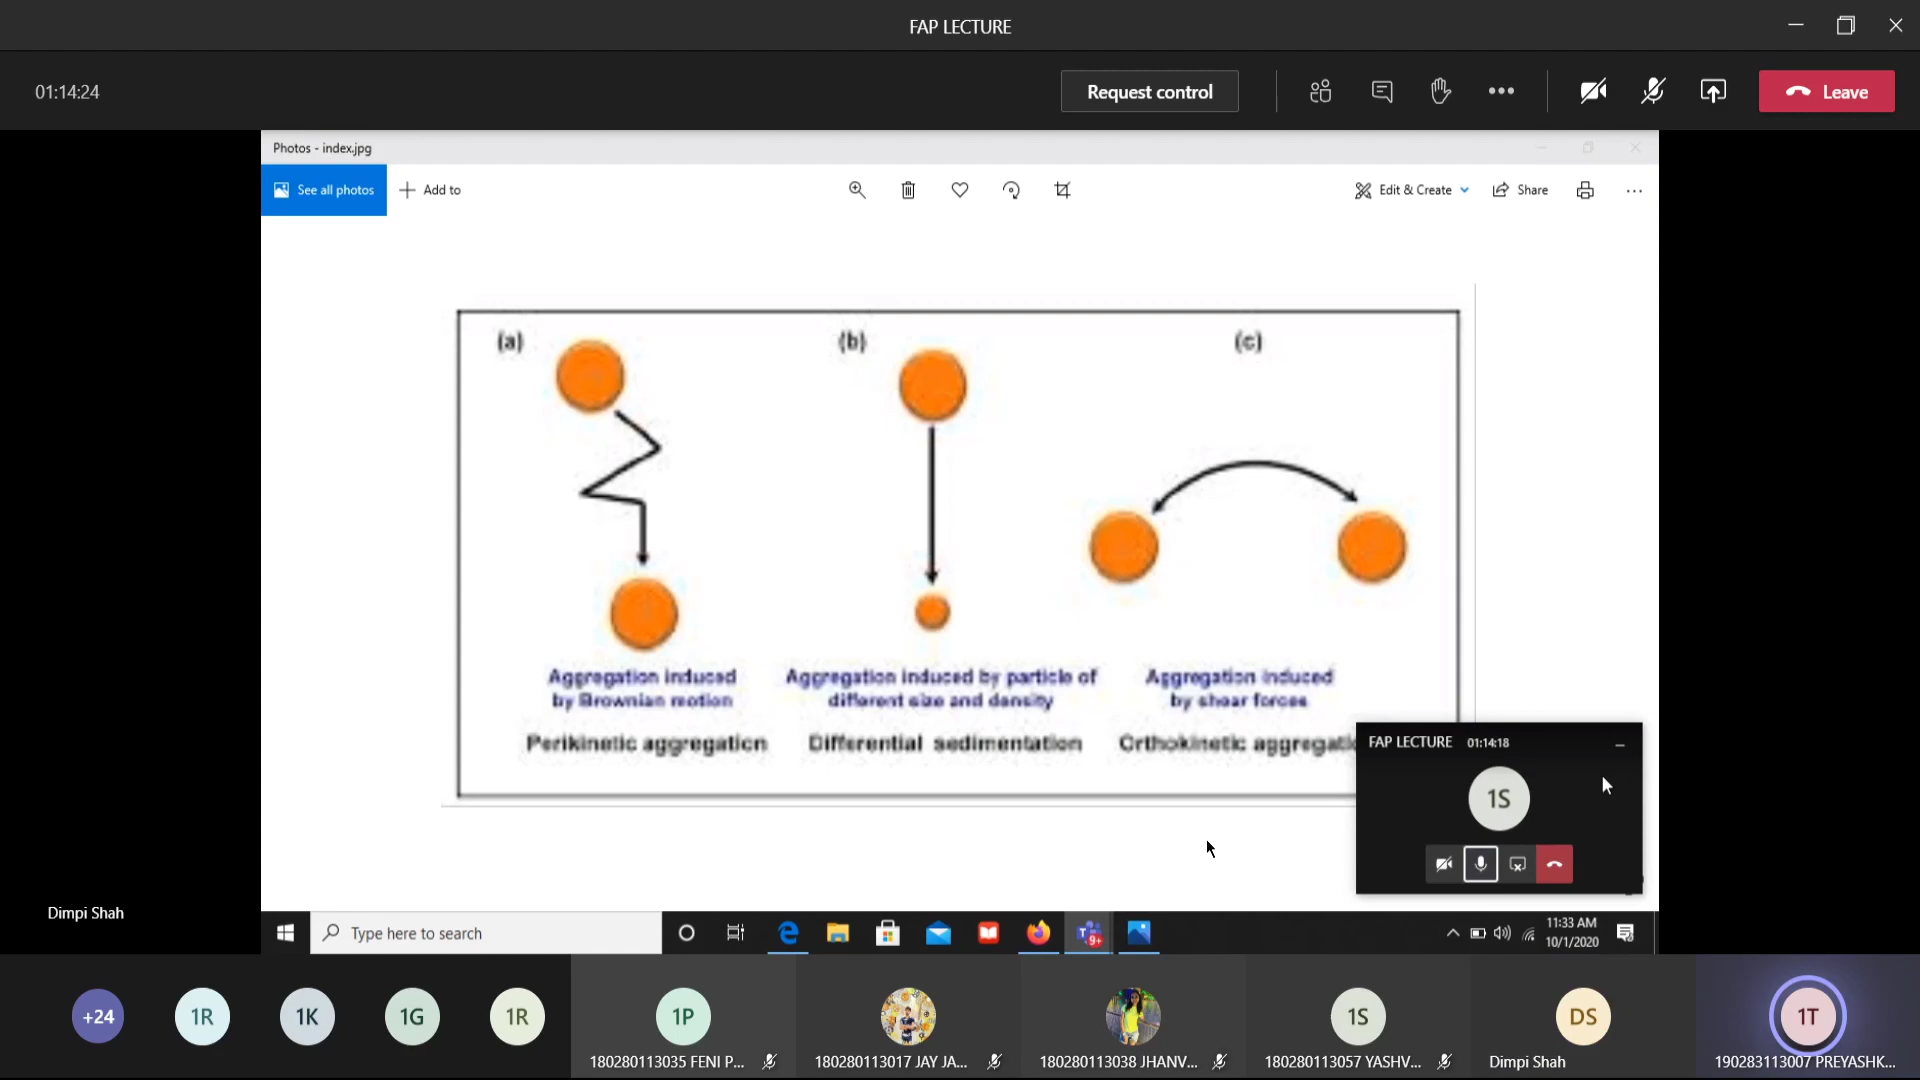 FAP LECTURE
01:14:24
Request control
Leave
Photos - index.jpg
See all photos
Add to
Edit & Create
Share
(a)
(b)
(c)
Aggregation induced
by Brownian motion
Perikinetic aggregation
Aggregation induced by particle of
different size and density
Differential sedimentation
Aggregation induced
by shear forces
Orthokinetic aggregatio
FAP LECTURE 01:14:18
1S
Dimpi Shah
Type here to search
9+
11:33 AM
10/1/2020
+24
1R
1K
1G
1R
1P
180280113035 FENI P...
180280113017 JAY JA...
180280113038 JHANV...
1S
180280113057 YASHV...
DS
Dimpi Shah
1T
190283113007 PREYASHK...